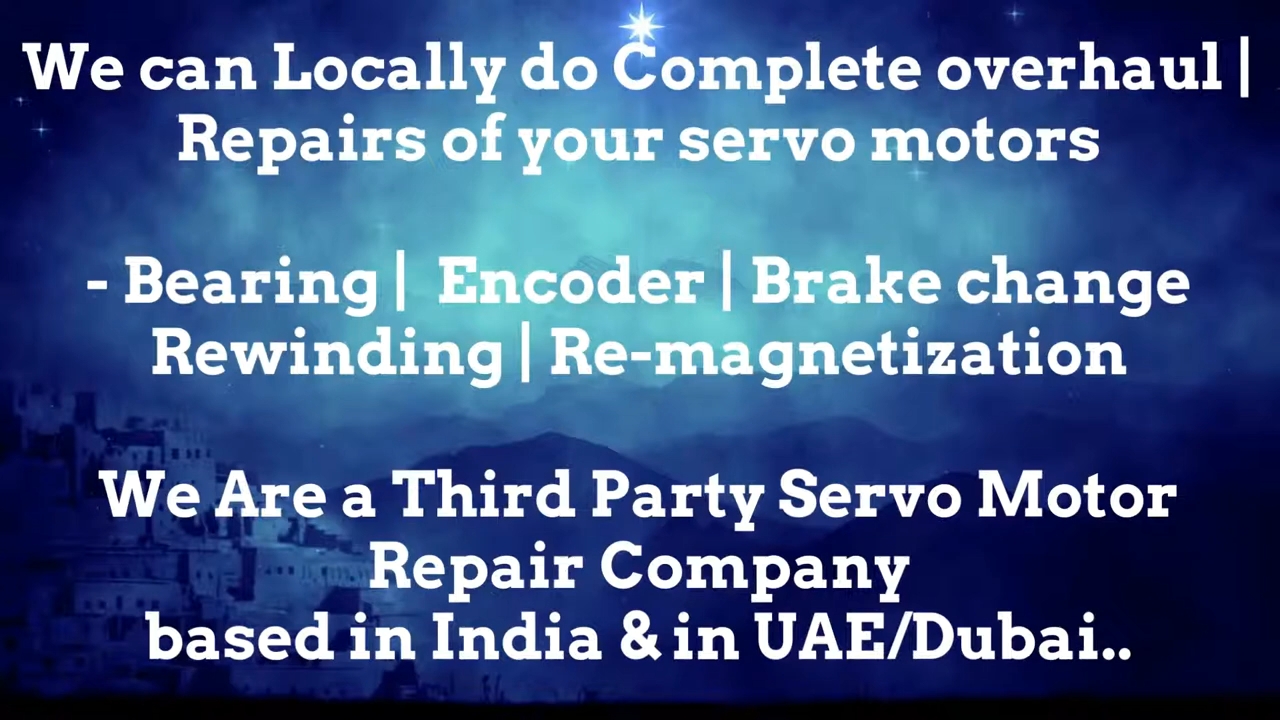 We can Locally do Complete overhaul |
Repairs of your servo motors
- Bearing | Encoder | Brake change
Rewinding | Re-magnetization
We Are a Third Party Servo Motor
Repair Company
based in India & in UAE/Dubai..